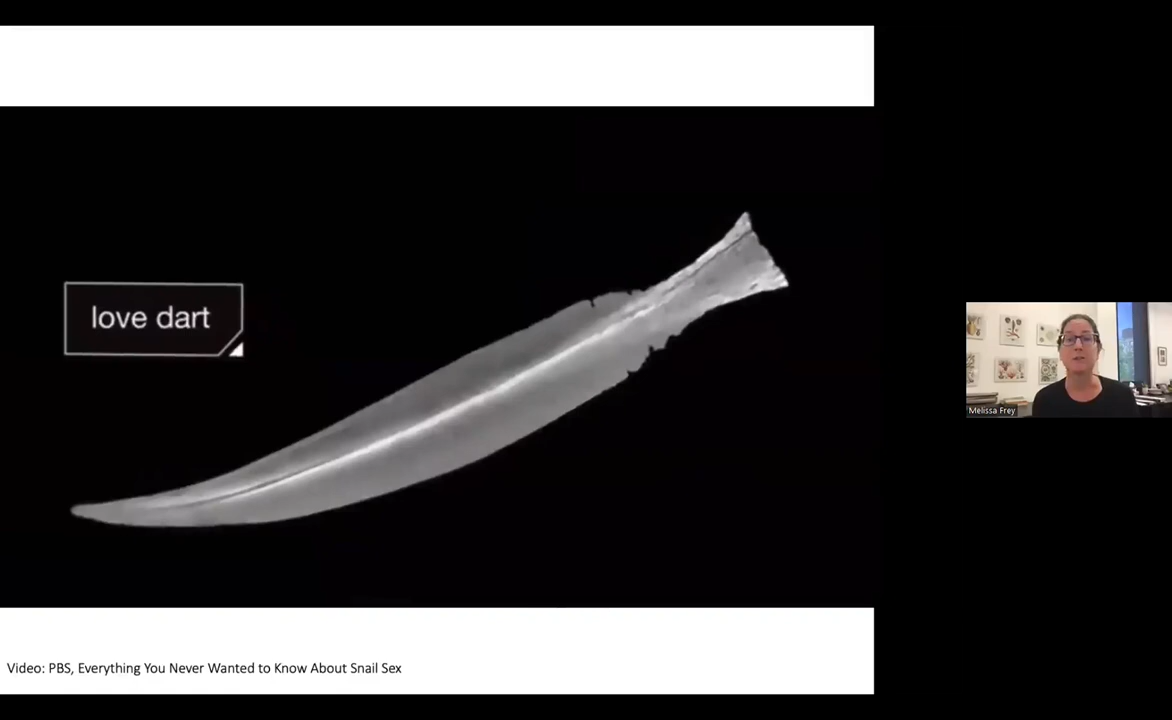 love dart
Melissa Frey
Video: PBS, Everything You Never Wanted to Know About Snail Sex